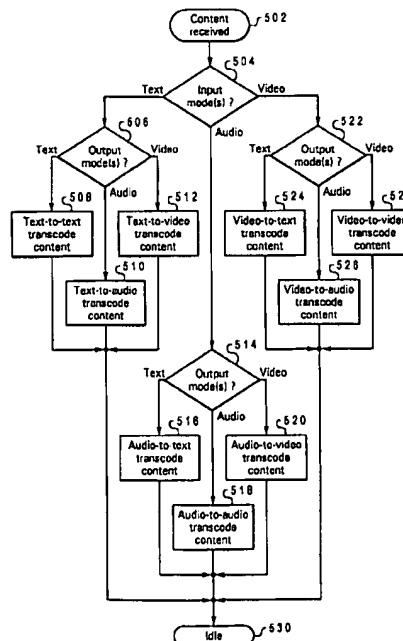 Content
received
502
504
Input
mode(s) ?
Text
Video
Audio
506
Output
mode(s) ?
Text
Video
Audio
522
Output
mode(s) ?
Text
Video
Audio
508
Text-to-text
transcode
content
512
Text-to-video
transcode
content
510
Text-to-audio
transcode
content
524
Video-to-text
transcode
content
52
Video-to-video
transcode
content
526
Video-to-audio
transcode
content
514
Output
mode(s) ?
Text
Video
Audio
516
Audio-to-text
transcode
content
520
Audio-to-video
transcode
content
518
Audio-to-audio
transcode
content
Idle
530